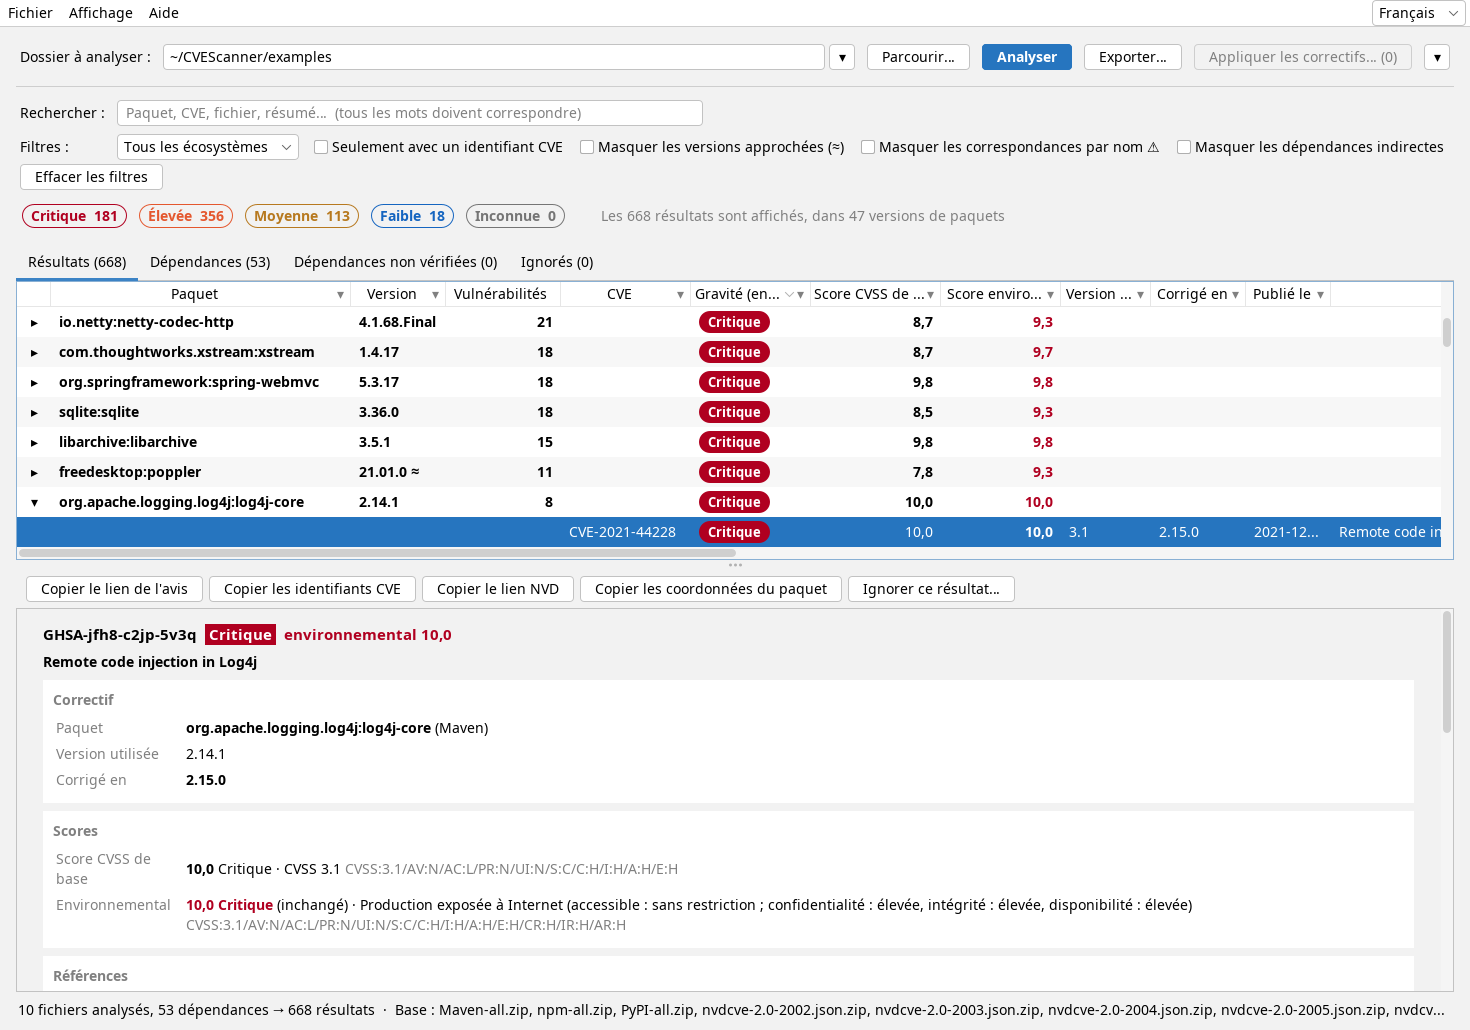 Fichier Affichage Aide Français
Dossier à analyser : ~/CVEScanner/examples ▾ Parcourir... Analyser Exporter... Appliquer les correctifs... (0) ▾
Rechercher : Paquet, CVE, fichier, résumé... (tous les mots doivent correspondre)
Filtres : Tous les écosystèmes Seulement avec un identifiant CVE Masquer les versions approchées (≈) Masquer les correspondances par nom ⚠ Masquer les dépendances indirectes
Effacer les filtres
Critique 181 Élevée 356 Moyenne 113 Faible 18 Inconnue 0 Les 668 résultats sont affichés, dans 47 versions de paquets
Résultats (668) Dépendances (53) Dépendances non vérifiées (0) Ignorés (0)
Paquet ▾ Version ▾ Vulnérabilités CVE ▾ Gravité (en... ▾ Score CVSS de ... ▾ Score enviro... ▾ Version ... ▾ Corrigé en ▾ Publié le ▾
▸ io.netty:netty-codec-http 4.1.68.Final 21 Critique 8,7 9,3
▸ com.thoughtworks.xstream:xstream 1.4.17 18 Critique 8,7 9,7
▸ org.springframework:spring-webmvc 5.3.17 18 Critique 9,8 9,8
▸ sqlite:sqlite 3.36.0 18 Critique 8,5 9,3
▸ libarchive:libarchive 3.5.1 15 Critique 9,8 9,8
▸ freedesktop:poppler 21.01.0 ≈ 11 Critique 7,8 9,3
▾ org.apache.logging.log4j:log4j-core 2.14.1 8 Critique 10,0 10,0
CVE-2021-44228 Critique 10,0 10,0 3.1 2.15.0 2021-12... Remote code in
Copier le lien de l'avis Copier les identifiants CVE Copier le lien NVD Copier les coordonnées du paquet Ignorer ce résultat...
GHSA-jfh8-c2jp-5v3q Critique environnemental 10,0
Remote code injection in Log4j
Correctif
Paquet org.apache.logging.log4j:log4j-core (Maven)
Version utilisée 2.14.1
Corrigé en 2.15.0
Scores
Score CVSS de base 10,0 Critique · CVSS 3.1 CVSS:3.1/AV:N/AC:L/PR:N/UI:N/S:C/C:H/I:H/A:H/E:H
Environnemental 10,0 Critique (inchangé) · Production exposée à Internet (accessible : sans restriction ; confidentialité : élevée, intégrité : élevée, disponibilité : élevée)
CVSS:3.1/AV:N/AC:L/PR:N/UI:N/S:C/C:H/I:H/A:H/E:H/CR:H/IR:H/AR:H
Références
10 fichiers analysés, 53 dépendances → 668 résultats · Base : Maven-all.zip, npm-all.zip, PyPI-all.zip, nvdcve-2.0-2002.json.zip, nvdcve-2.0-2003.json.zip, nvdcve-2.0-2004.json.zip, nvdcve-2.0-2005.json.zip, nvdcv...